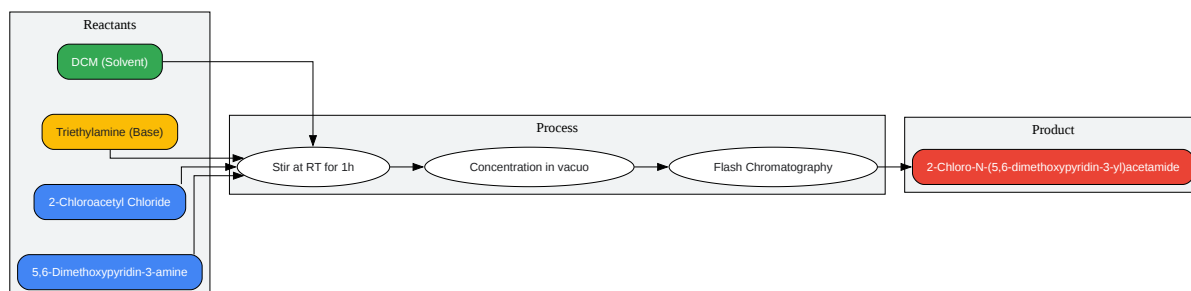 Reactants
DCM (Solvent)
Triethylamine (Base)
2-Chloroacetyl Chloride
5,6-Dimethoxypyridin-3-amine
Process
Stir at RT for 1h
Concentration in vacuo
Flash Chromatography
Product
2-Chloro-N-(5,6-dimethoxypyridin-3-yl)acetamide